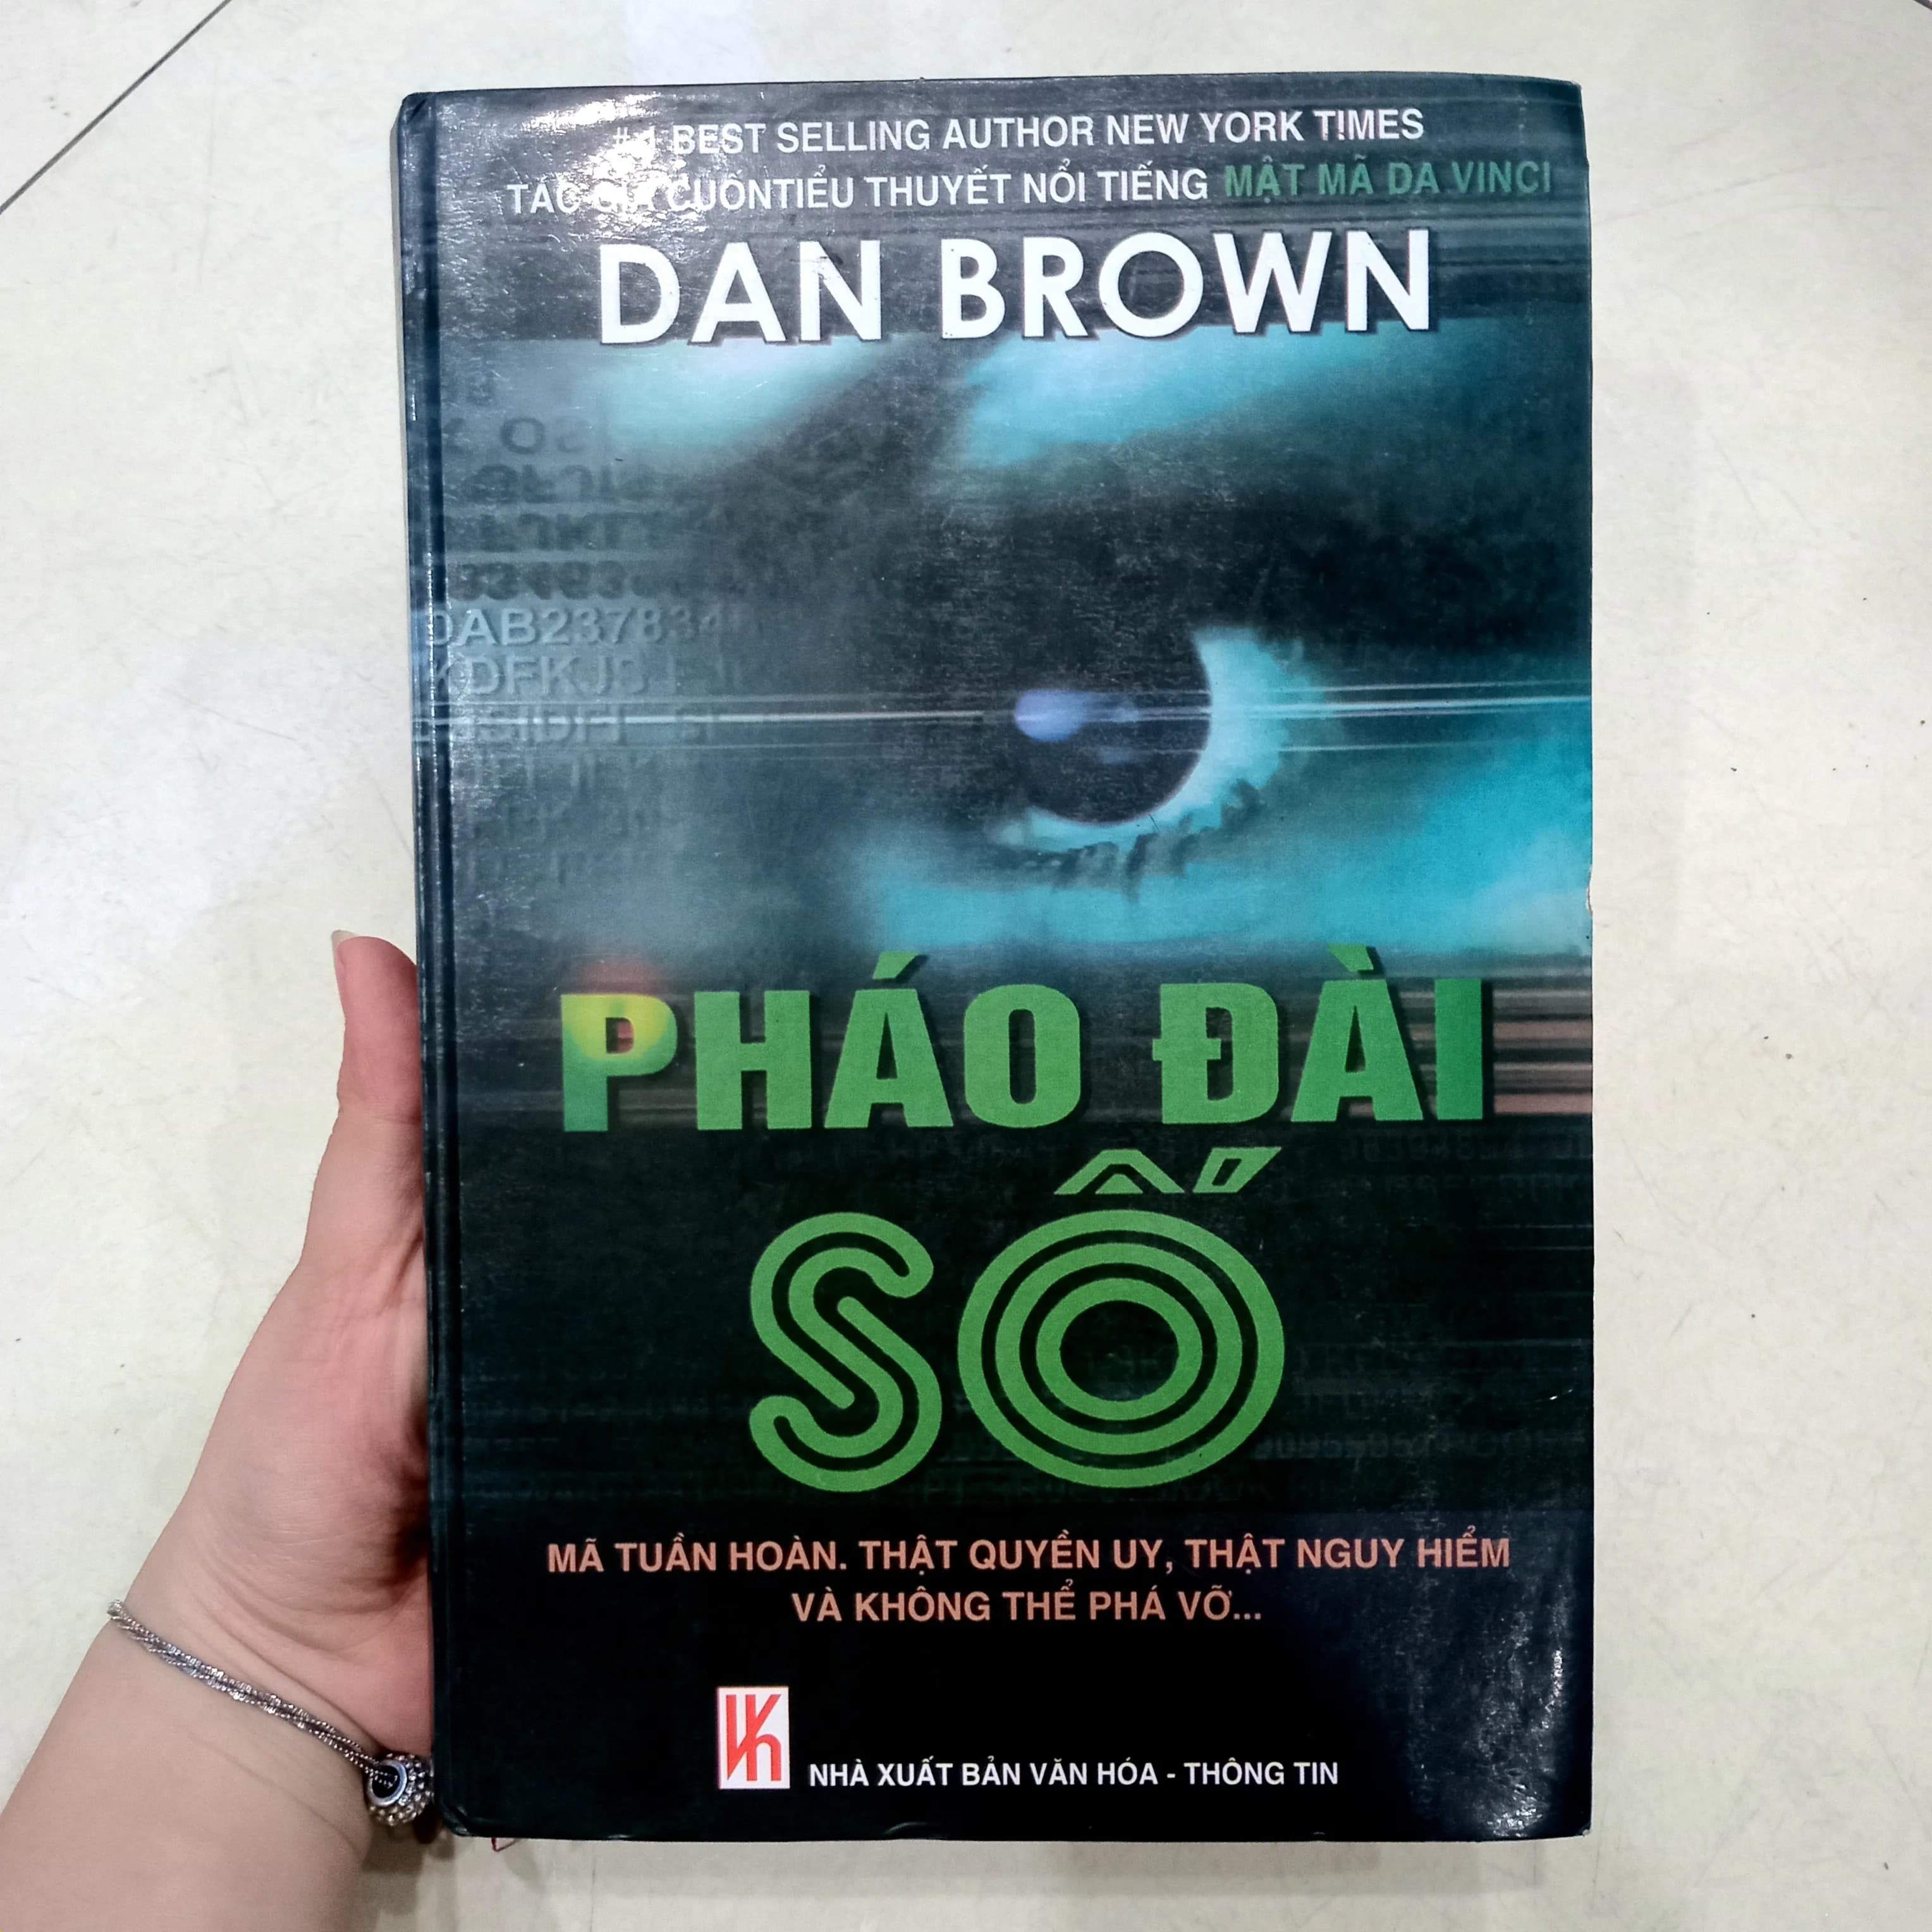 #1 BEST SELLING AUTHOR NEW YORK TIMES
TÁC GIẢ CUỐNTIỂU THUYẾT NỔI TIẾNG MẬT MÃ DA VINCI
DAN BROWN
DAB237834
PHÁO ĐÀI
SỐ
MÃ TUẦN HOÀN. THẬT QUYỀN UY, THẬT NGUY HIỂM
VÀ KHÔNG THỂ PHÁ VỠ...
NHÀ XUẤT BẢN VĂN HÓA - THÔNG TIN